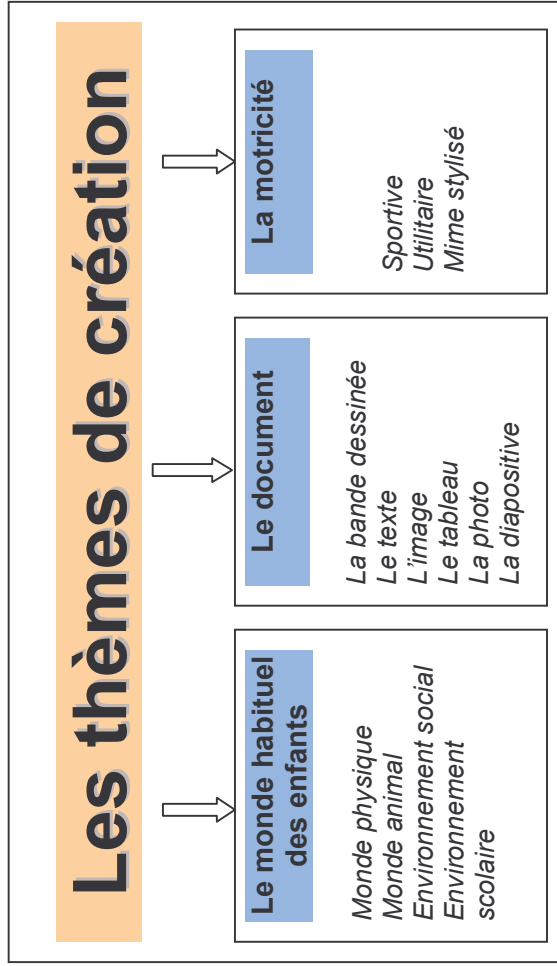 Les thèmes de création
Le monde habituel
des enfants
Monde physique
Monde animal
Environnement social
Environnement
scolaire
Le document
La bande dessinée
Le texte
L'image
Le tableau
La photo
La diapositive
La motricité
Sportive
Utilitaire
Mime stylisé